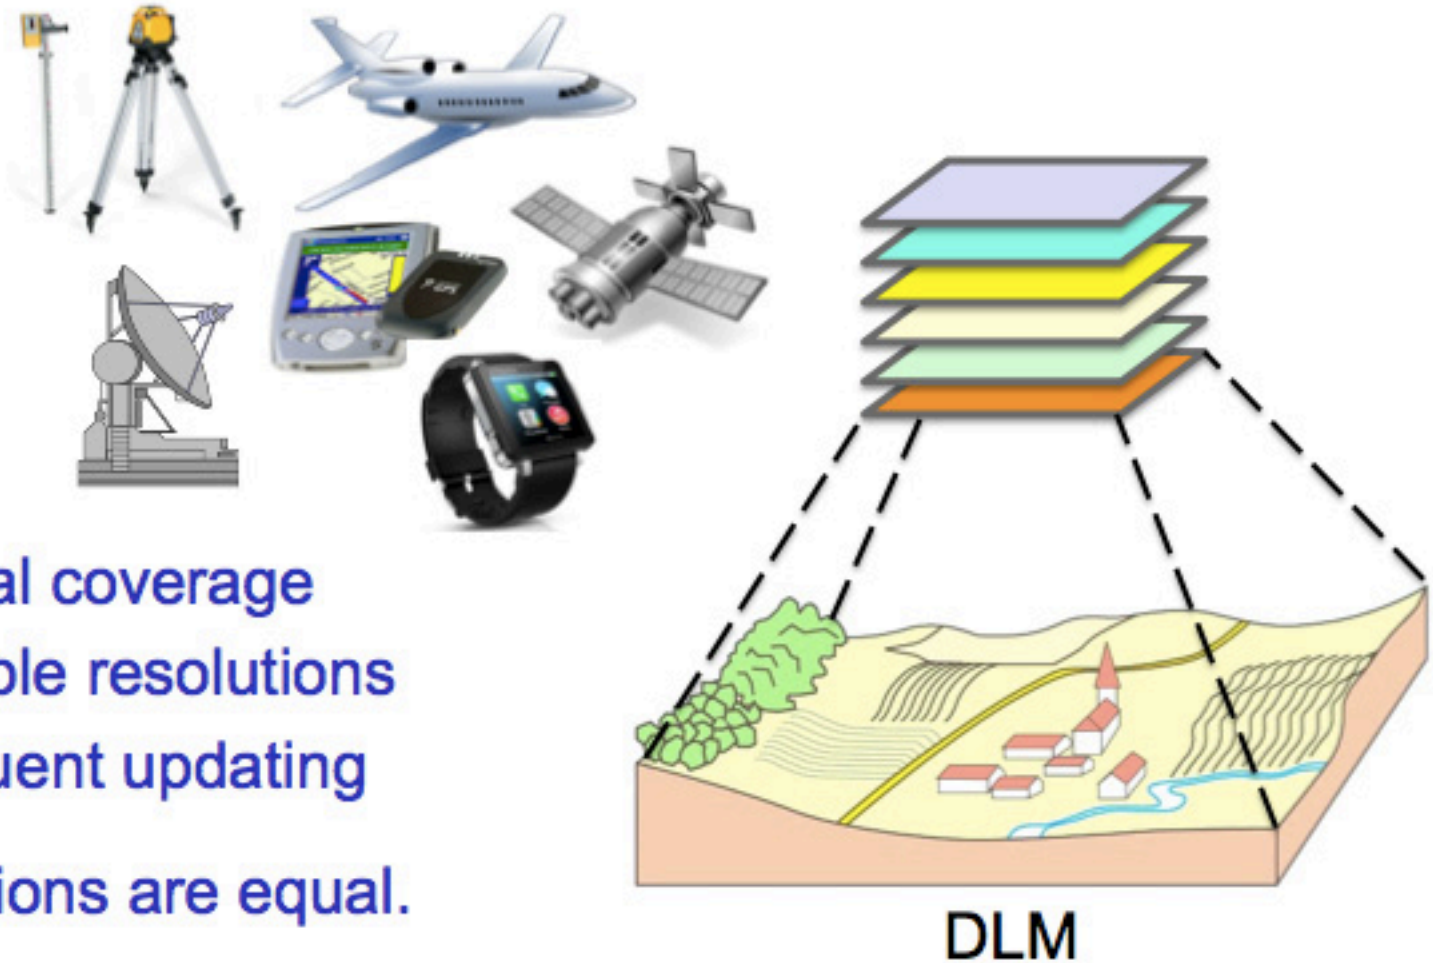 al coverage
ple resolutions
uent updating
ions are equal.
DLM